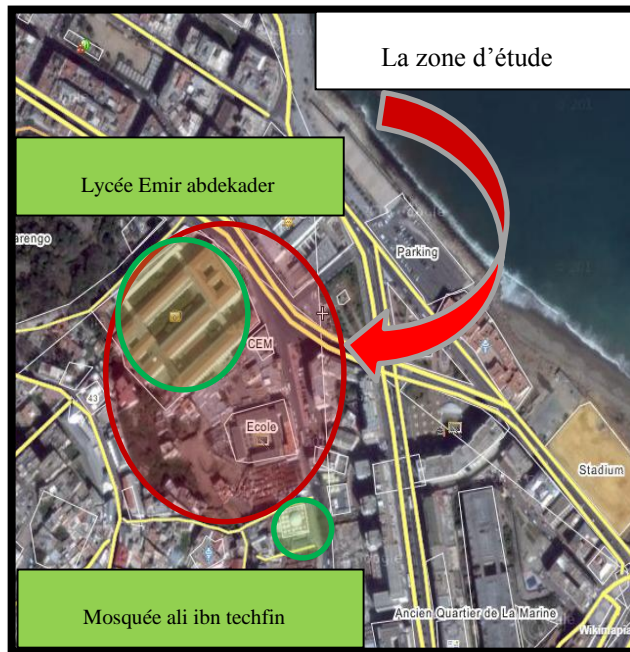 La zone d’étude
Lycée Emir abdekader
arengo
Parking
CEM
43
Ecole
Stadium
Mosquée ali ibn techfin
Ancien Quartier de La Marine
Wikimapia